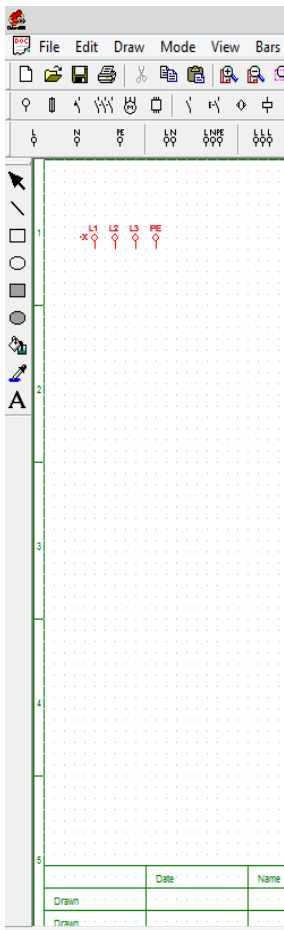 DOC
File Edit Draw Mode View Bars
L N PE LN LNPE LLL
L1 L2 L3 PE
-X
1
2
3
4
5
A
Date Name
Drawn
Drawn